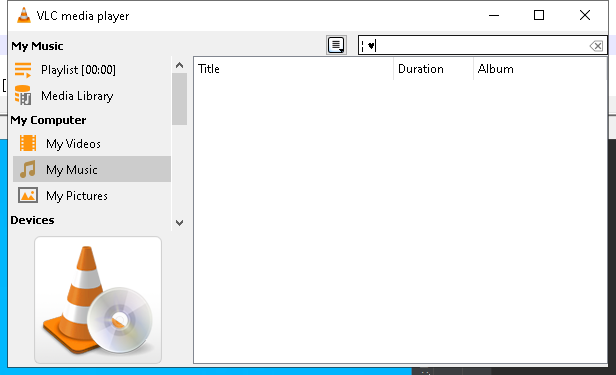 VLC media player
My Music
¦ ♥
Playlist [00:00]
Media Library
My Computer
My Videos
My Music
My Pictures
Devices
Title Duration Album